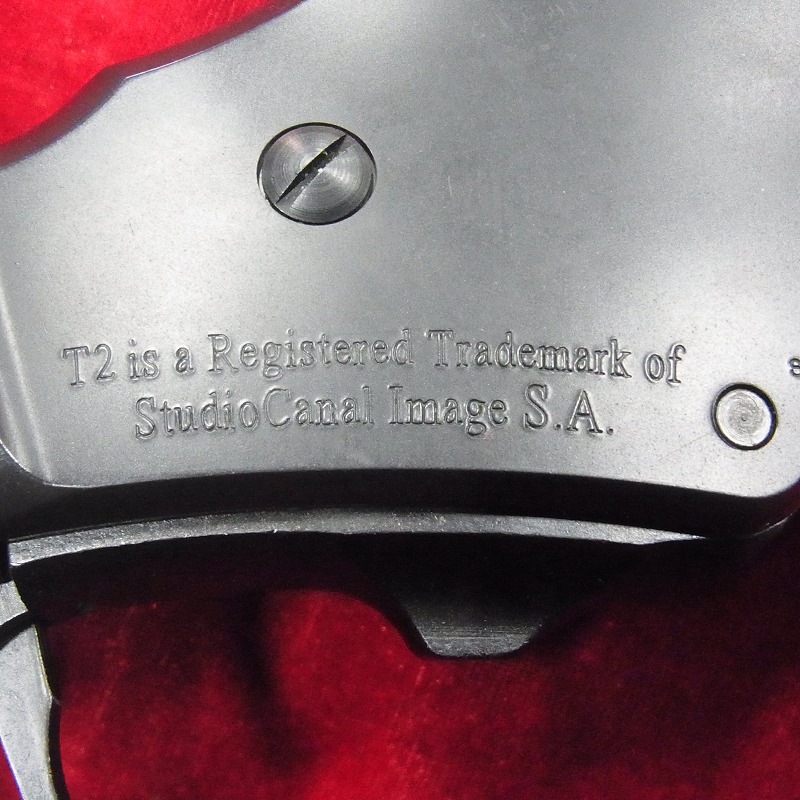 T2 is a Registered Trademark of
StudioCanal Image S.A.